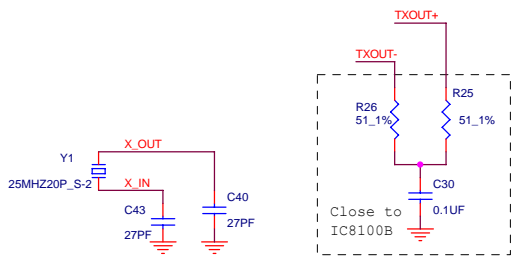 TXOUT+
TXOUT-
R26
51_1%
R25
51_1%
X_OUT
Y1
25MHZ20P_S-2
X_IN
C43
27PF
C40
27PF
C30
0.1UF
Close to
IC8100B